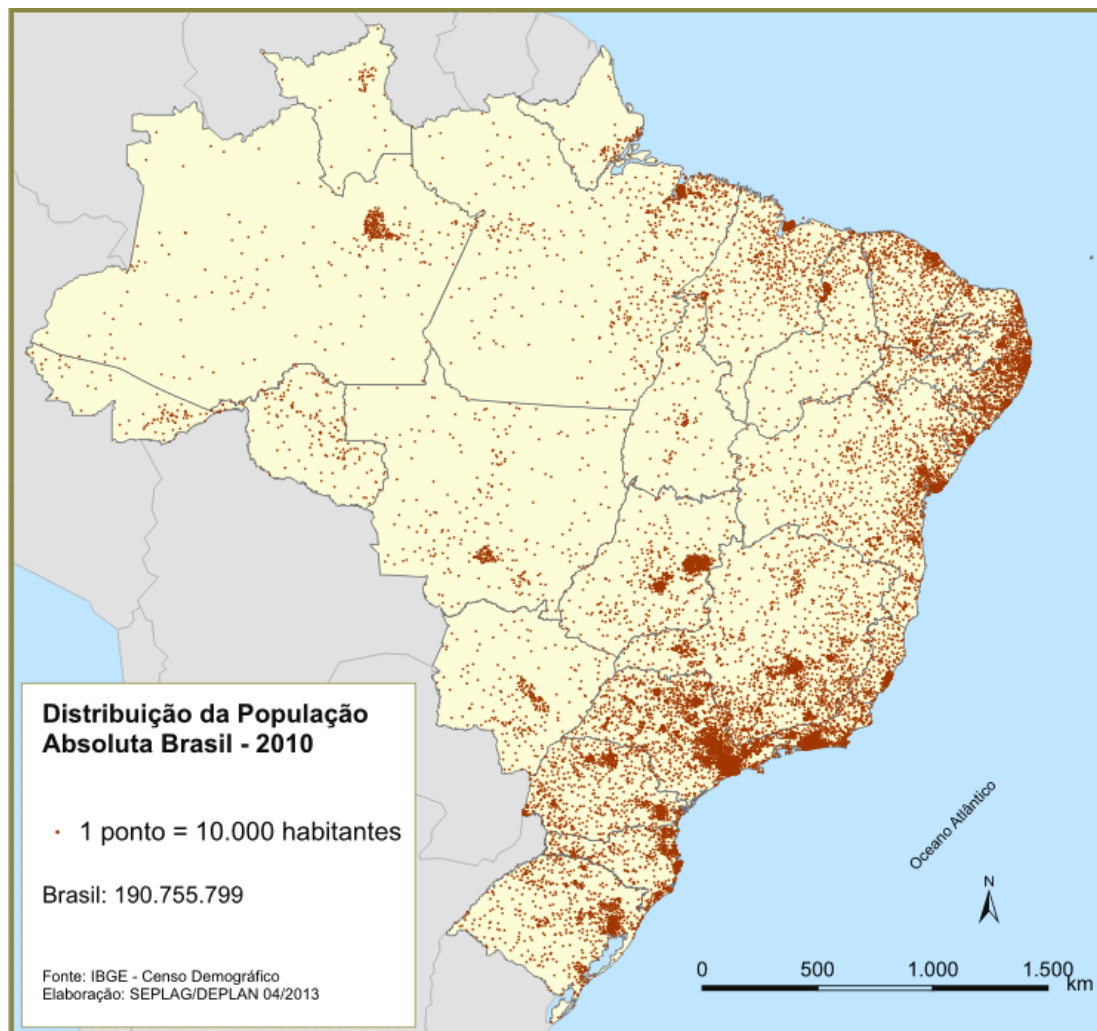 Distribuição da População
Absoluta Brasil - 2010
1 ponto = 10.000 habitantes
Brasil: 190.755.799
Fonte: IBGE - Censo Demográfico
Elaboração: SEPLAG/DEPLAN 04/2013
Oceano Atlântico
N
0 500 1.000 1.500
km